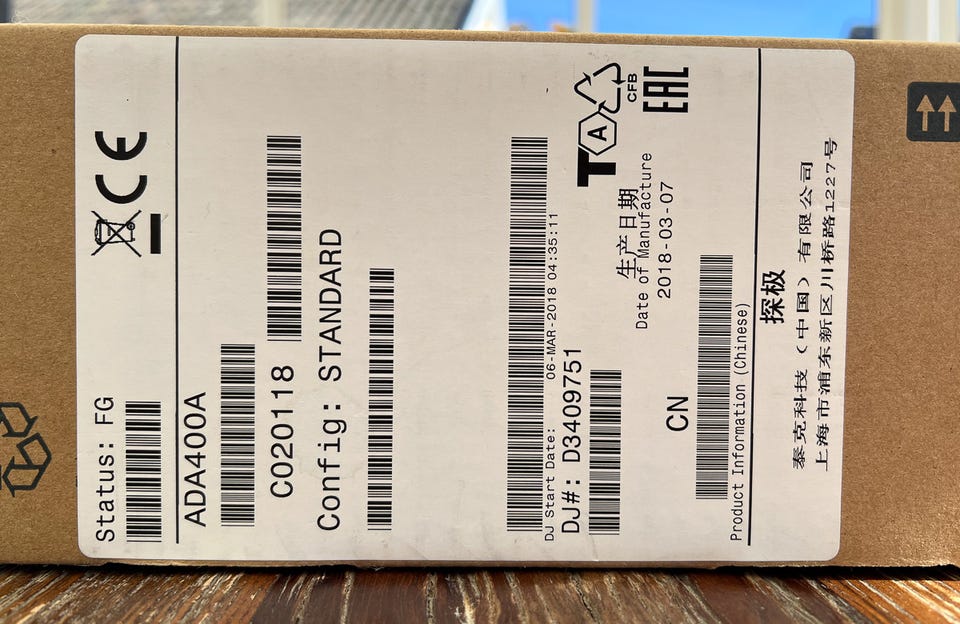 Status: FG
CE
ADA400A
C020118
Config: STANDARD
DJ Start Date: 06-MAR-2018 04:35:11
DJ#: D3409751
A
CFB
EAC
生产日期
Date of Manufacture
2018-03-07
CN
Product Information (Chinese)
探极
泰克科技(中国)有限公司
上海市浦东新区川桥路1227号